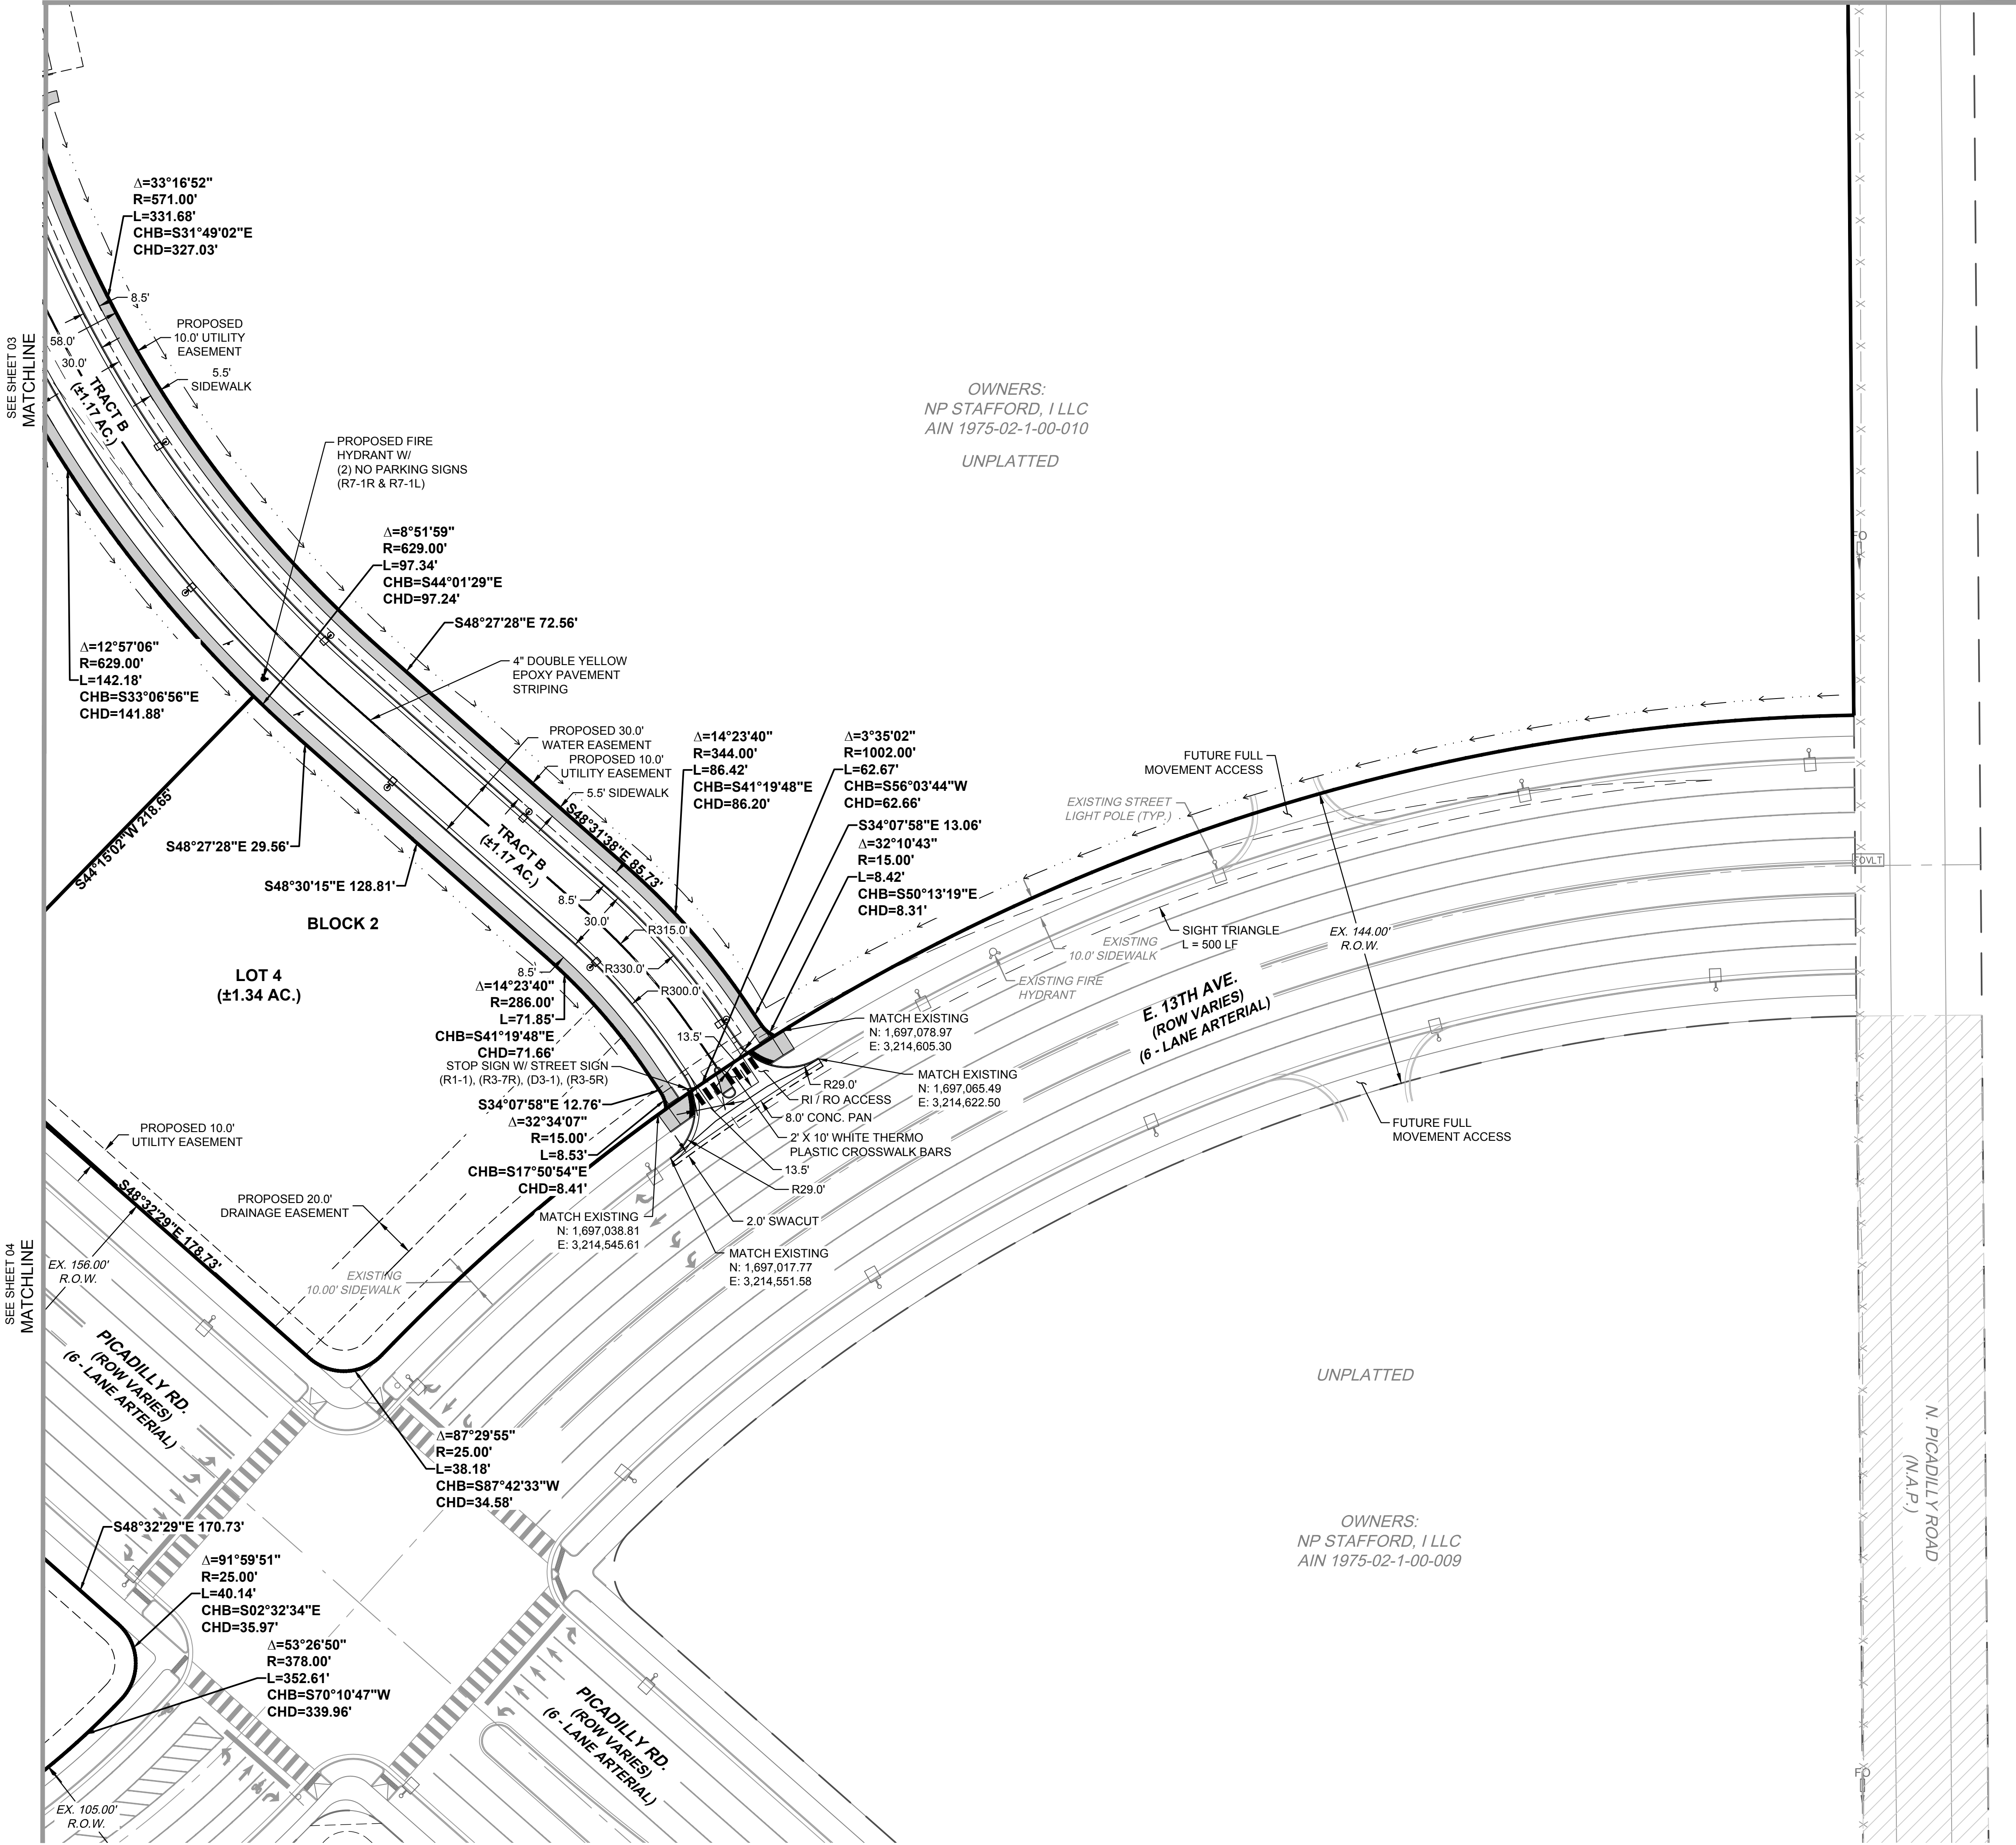 Δ=33°16'52"
R=571.00'
L=331.68'
CHB=S31°49'02"E
CHD=327.03'
8.5'
PROPOSED
10.0' UTILITY
EASEMENT
5.5'
SIDEWALK
58.0'
30.0'
TRACT B
(±1.17 AC.)
SEE SHEET 03
MATCHLINE
OWNERS:
NP STAFFORD, I LLC
AIN 1975-02-1-00-010
UNPLATTED
PROPOSED FIRE
HYDRANT W/
(2) NO PARKING SIGNS
(R7-1R & R7-1L)
Δ=8°51'59"
R=629.00'
L=97.34'
CHB=S44°01'29"E
CHD=97.24'
S48°27'28"E 72.56'
Δ=12°57'06"
R=629.00'
L=142.18'
CHB=S33°06'56"E
CHD=141.88'
4" DOUBLE YELLOW
EPOXY PAVEMENT
STRIPING
PROPOSED 30.0'
WATER EASEMENT
PROPOSED 10.0'
UTILITY EASEMENT
5.5' SIDEWALK
Δ=14°23'40"
R=344.00'
L=86.42'
CHB=S41°19'48"E
CHD=86.20'
Δ=3°35'02"
R=1002.00'
L=62.67'
CHB=S56°03'44"W
CHD=62.66'
S34°07'58"E 13.06'
Δ=32°10'43"
R=15.00'
L=8.42'
CHB=S50°13'19"E
CHD=8.31'
FUTURE FULL
MOVEMENT ACCESS
EXISTING STREET
LIGHT POLE (TYP.)
FO
FOVLT
S44°15'02"W 218.65'
S48°27'28"E 29.56'
S48°30'15"E 128.81'
S48°31'38"E 85.73'
TRACT B
(±1.17 AC.)
BLOCK 2
LOT 4
(±1.34 AC.)
8.5'
30.0'
R315.0'
R330.0'
R300.0'
8.5'
Δ=14°23'40"
R=286.00'
L=71.85'
CHB=S41°19'48"E
CHD=71.66'
13.5'
STOP SIGN W/ STREET SIGN
(R1-1), (R3-7R), (D3-1), (R3-5R)
S34°07'58"E 12.76'
Δ=32°34'07"
R=15.00'
L=8.53'
CHB=S17°50'54"E
CHD=8.41'
SIGHT TRIANGLE
L = 500 LF
EX. 144.00'
R.O.W.
EXISTING
10.0' SIDEWALK
EXISTING FIRE
HYDRANT
E. 13TH AVE.
(ROW VARIES)
(6 - LANE ARTERIAL)
MATCH EXISTING
N: 1,697,078.97
E: 3,214,605.30
MATCH EXISTING
N: 1,697,065.49
E: 3,214,622.50
R29.0'
RI / RO ACCESS
8.0' CONC. PAN
2' X 10' WHITE THERMO
PLASTIC CROSSWALK BARS
13.5'
R29.0'
2.0' SWACUT
MATCH EXISTING
N: 1,697,038.81
E: 3,214,545.61
MATCH EXISTING
N: 1,697,017.77
E: 3,214,551.58
FUTURE FULL
MOVEMENT ACCESS
PROPOSED 10.0'
UTILITY EASEMENT
S48°32'29"E 178.73'
PROPOSED 20.0'
DRAINAGE EASEMENT
EX. 156.00'
R.O.W.
EXISTING
10.00' SIDEWALK
SEE SHEET 04
MATCHLINE
PICADILLY RD.
(ROW VARIES)
(6 - LANE ARTERIAL)
UNPLATTED
Δ=87°29'55"
R=25.00'
L=38.18'
CHB=S87°42'33"W
CHD=34.58'
S48°32'29"E 170.73'
Δ=91°59'51"
R=25.00'
L=40.14'
CHB=S02°32'34"E
CHD=35.97'
Δ=53°26'50"
R=378.00'
L=352.61'
CHB=S70°10'47"W
CHD=339.96'
OWNERS:
NP STAFFORD, I LLC
AIN 1975-02-1-00-009
N. PICADILLY ROAD
(N.A.P.)
PICADILLY RD.
(ROW VARIES)
(6 - LANE ARTERIAL)
EX. 105.00'
R.O.W.
FO